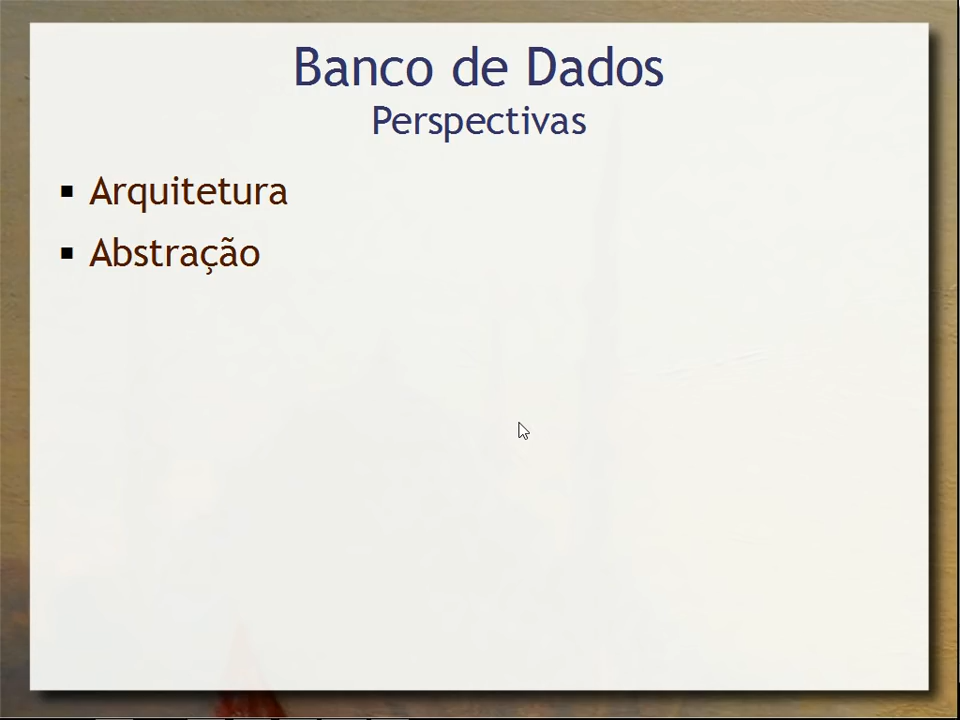 Banco de Dados
Perspectivas
▪ Arquitetura
▪ Abstração